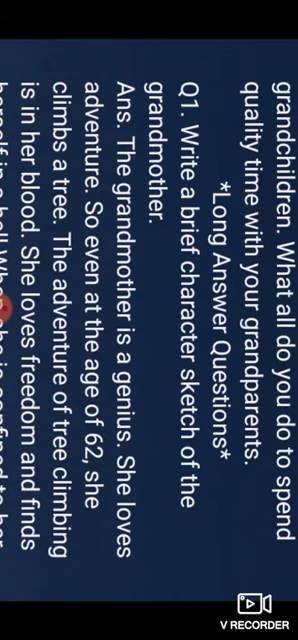 grandchildren. What all do you do to spend
quality time with your grandparents.
*Long Answer Questions*
Q1. Write a brief character sketch of the
grandmother.
Ans. The grandmother is a genius. She loves
adventure. So even at the age of 62, she
climbs a tree. The adventure of tree climbing
is in her blood. She loves freedom and finds
V RECORDER